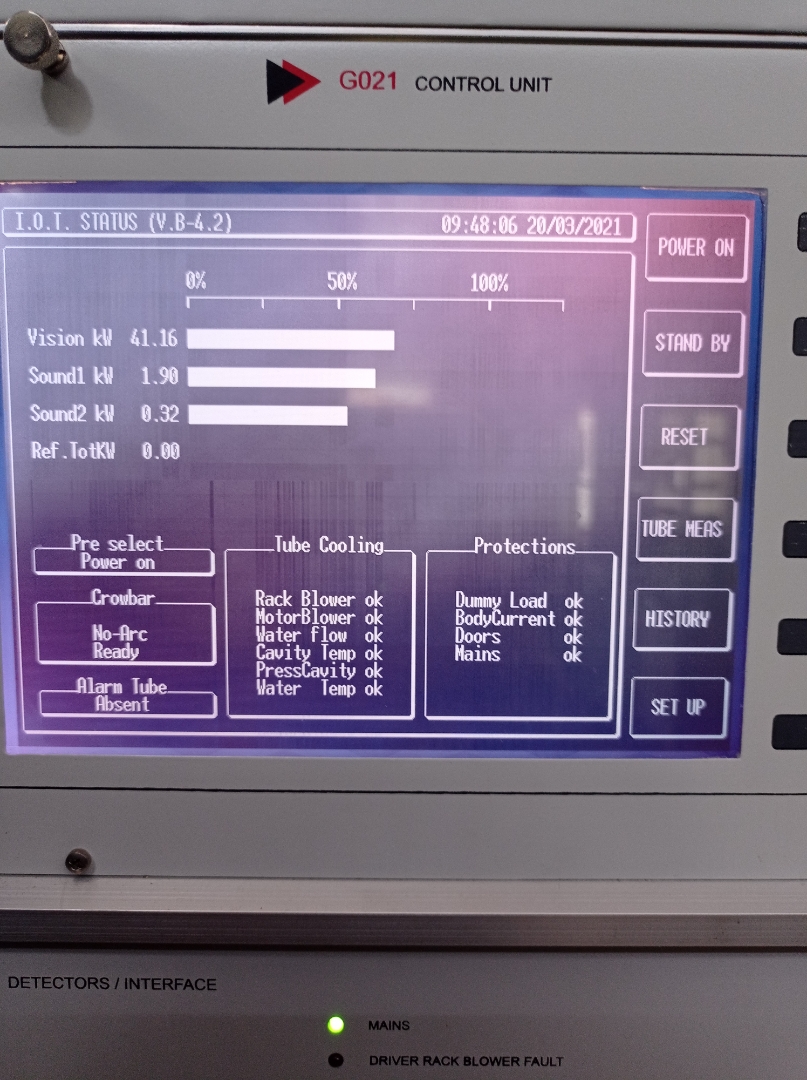 G021 CONTROL UNIT
I.O.T. STATUS (V.B-4.2) 09:48:06 20/03/2021
POWER ON
0% 50% 100%
Vision kW 41.16
STAND BY
Sound1 kW 1.90
Sound2 kW 0.32
RESET
Ref.TotKW 0.00
TUBE MEAS
Pre select
Power on
Crowbar
No-Arc
Ready
Alarm Tube
Absent
Tube Cooling
Rack Blower ok
MotorBlower ok
Water flow ok
Cavity Temp ok
PressCavity ok
Water Temp ok
Protections
Dummy Load ok
BodyCurrent ok
Doors ok
Mains ok
HISTORY
SET UP
DETECTORS / INTERFACE
MAINS
DRIVER RACK BLOWER FAULT